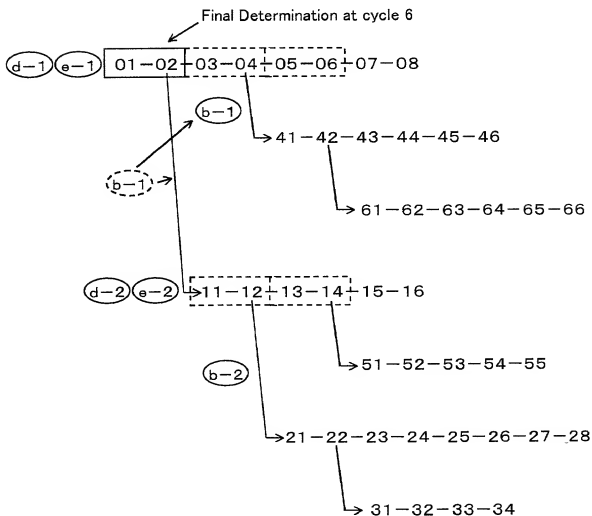 Final Determination at cycle 6
d-1 e-1 01-02-03-04-05-06-07-08
b-1
41-42-43-44-45-46
b-1
61-62-63-64-65-66
d-2 e-2 11-12-13-14-15-16
51-52-53-54-55
b-2
21-22-23-24-25-26-27-28
31-32-33-34